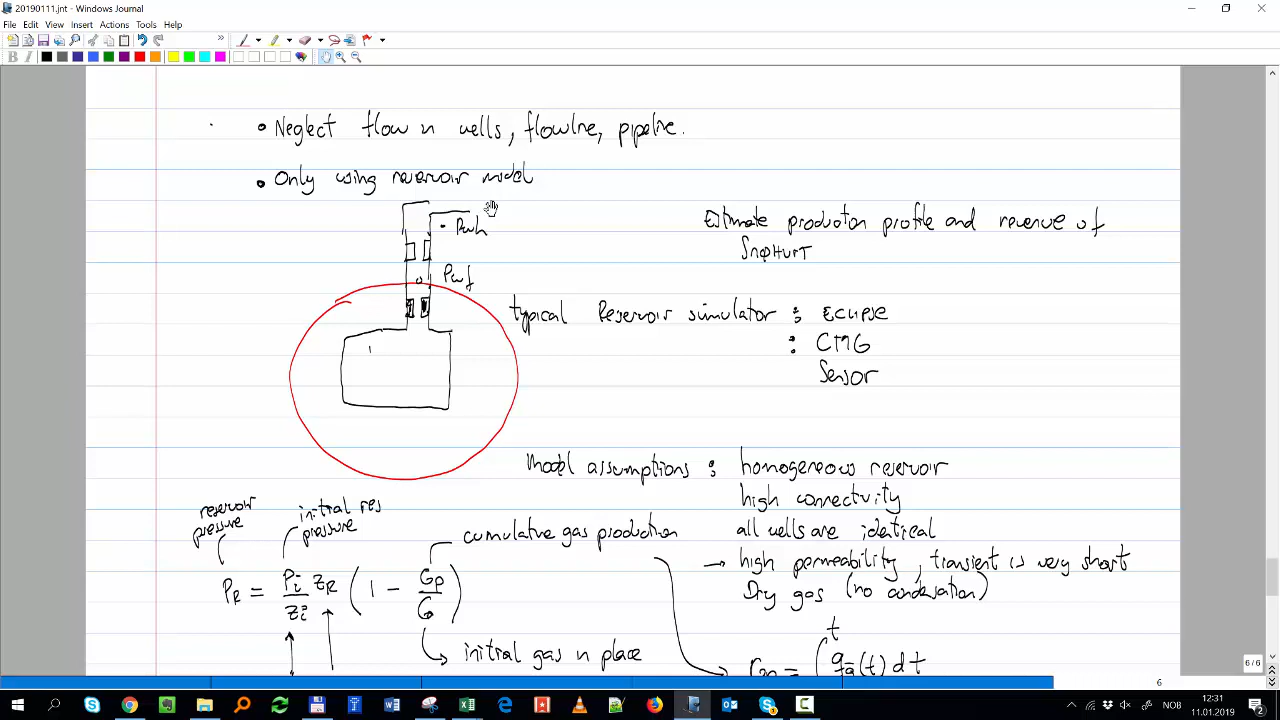 20190111.jnt - Windows Journal
File Edit View Insert Actions Tools Help
B I
• Neglect flow in wells, flowline, pipeline.
• Only using reservoir model
Pwh
Estimate production profile and revenue of
Snøhvit
Pwf
typical Reservoir simulator : Eclipse
: CMG
Sensor
Model assumptions : homogeneous reservoir
high connectivity
all wells are identical
→ high permeability, transient is very short
Dry gas (no condensation)
reservoir pressure
initial res pressure
cumulative gas production
PR = Pi/zi zR (1 - Gp/G)
initial gas in place
Gp = ∫ t qg(t) dt
6/6
6
NOB
12:31
11.01.2019